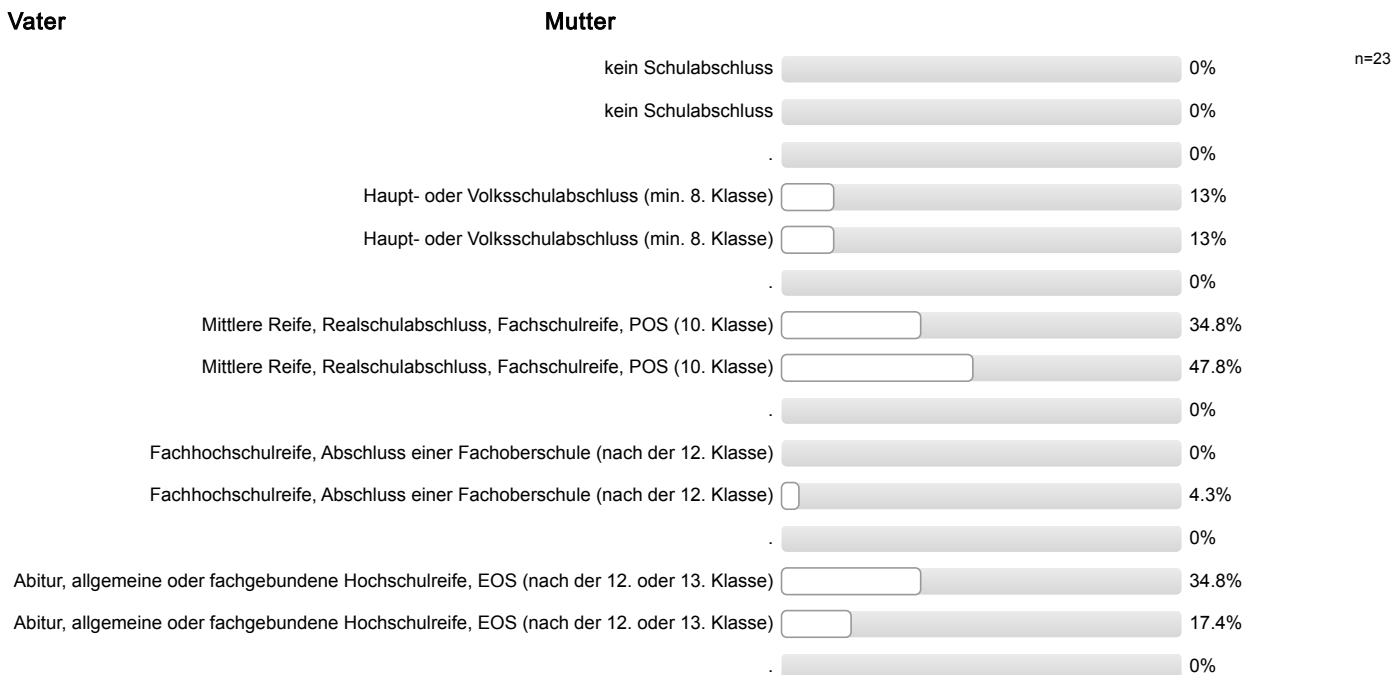 Vater Mutter
n=23
kein Schulabschluss 0%
kein Schulabschluss 0%
. 0%
Haupt- oder Volksschulabschluss (min. 8. Klasse) 13%
Haupt- oder Volksschulabschluss (min. 8. Klasse) 13%
. 0%
Mittlere Reife, Realschulabschluss, Fachschulreife, POS (10. Klasse) 34.8%
Mittlere Reife, Realschulabschluss, Fachschulreife, POS (10. Klasse) 47.8%
. 0%
Fachhochschulreife, Abschluss einer Fachoberschule (nach der 12. Klasse) 0%
Fachhochschulreife, Abschluss einer Fachoberschule (nach der 12. Klasse) 4.3%
. 0%
Abitur, allgemeine oder fachgebundene Hochschulreife, EOS (nach der 12. oder 13. Klasse) 34.8%
Abitur, allgemeine oder fachgebundene Hochschulreife, EOS (nach der 12. oder 13. Klasse) 17.4%
. 0%